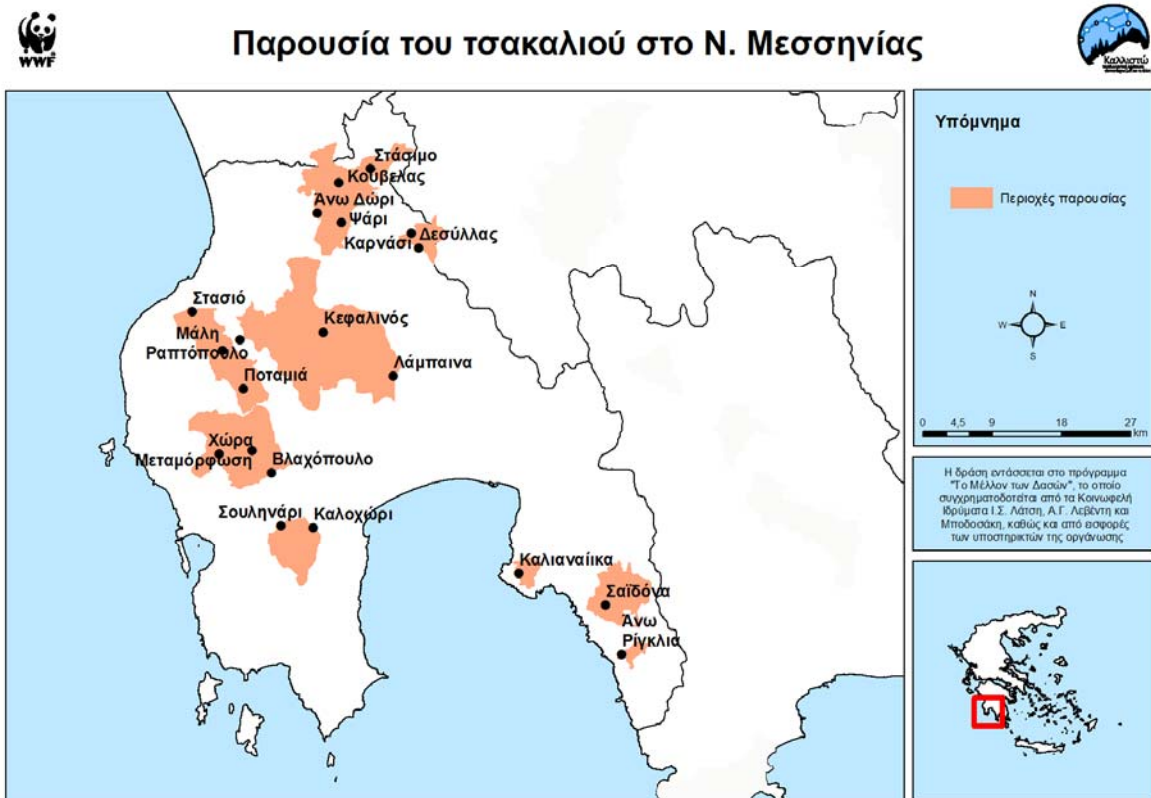 WWF
Παρουσία του τσακαλιού στο Ν. Μεσσηνίας
Καλλιστώ
Στάσιμο
Κούβελας
Άνω Δώρι
Ψάρι
Καρνάσι
Δεσύλλας
Στασιό
Μάλη
Ραπτόπουλο
Ποταμιά
Κεφαλινός
Λάμπαινα
Χώρα
Μεταμόρφωση
Βλαχόπουλο
Σουληνάρι
Καλοχώρι
Καλιαναίικα
Σαϊδόνα
Άνω
Ρίγκλια
Υπόμνημα
Περιοχές παρουσίας
N
W
E
S
0 4,5 9 18 27
km
Η δράση εντάσσεται στο πρόγραμμα
"Το Μέλλον των Δασών", το οποίο
συγχρηματοδοτείται από τα Κοινωφελή
Ιδρύματα Ι.Σ. Λάτση, Α.Γ. Λεβέντη και
Μποδοσάκη, καθώς και από εισφορές
των υποστηρικτών της οργάνωσης